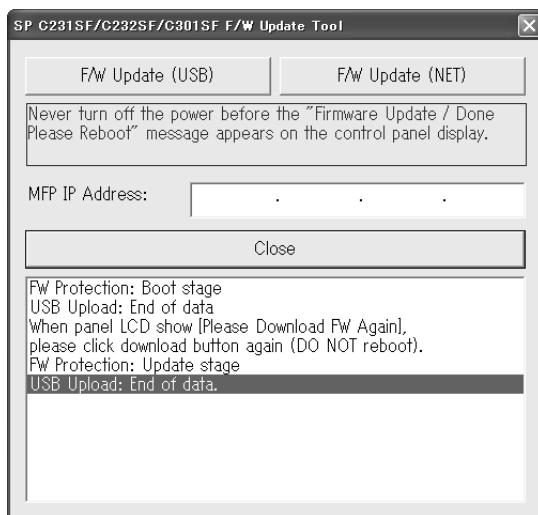 SP C231SF/C232SF/C301SF F/W Update Tool
F/W Update (USB)
F/W Update (NET)
Never turn off the power before the "Firmware Update / Done
Please Reboot" message appears on the control panel display.
MFP IP Address:
. . .
Close
FW Protection: Boot stage
USB Upload: End of data
When panel LCD show [Please Download FW Again],
please click download button again (DO NOT reboot).
FW Protection: Update stage
USB Upload: End of data.